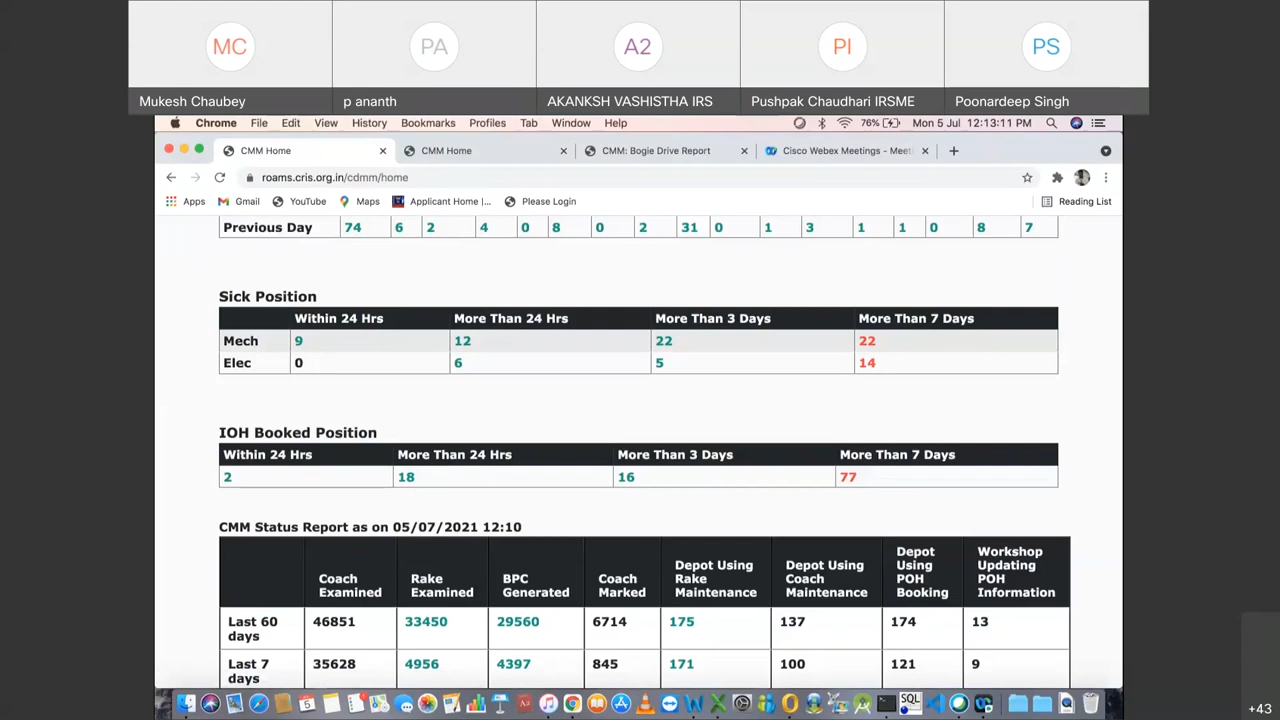 MC PA A2 PI PS
Mukesh Chaubey p ananth AKANKSH VASHISTHA IRS Pushpak Chaudhari IRSME Poonardeep Singh
Chrome File Edit View History Bookmarks Profiles Tab Window Help 76% Mon 5 Jul 12:13:11 PM
CMM Home CMM Home CMM: Bogie Drive Report Cisco Webex Meetings - Meeti
roams.cris.org.in/cdmm/home
Apps Gmail YouTube Maps Applicant Home |... Please Login Reading List
Previous Day 74 6 2 4 0 8 0 2 31 0 1 3 1 1 0 8 7
Sick Position
Within 24 Hrs More Than 24 Hrs More Than 3 Days More Than 7 Days
Mech 9 12 22 22
Elec 0 6 5 14
IOH Booked Position
Within 24 Hrs More Than 24 Hrs More Than 3 Days More Than 7 Days
2 18 16 77
CMM Status Report as on 05/07/2021 12:10
Coach Examined Rake Examined BPC Generated Coach Marked Depot Using Rake Maintenance Depot Using Coach Maintenance Depot Using POH Booking Workshop Updating POH Information
Last 60 days 46851 33450 29560 6714 175 137 174 13
Last 7 days 35628 4956 4397 845 171 100 121 9
+43